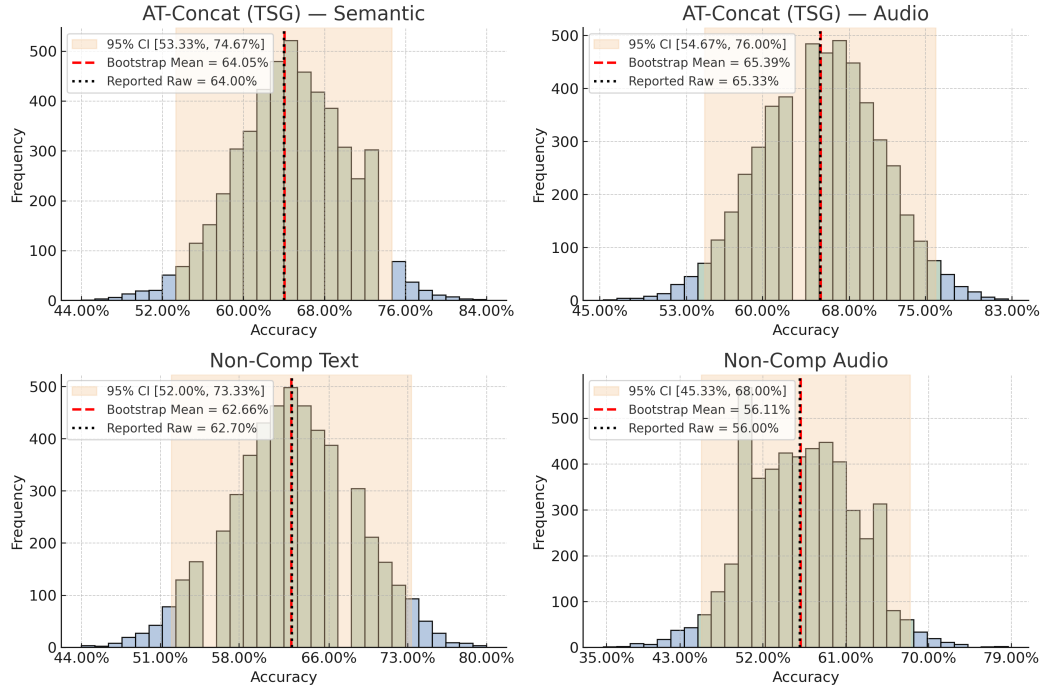 AT-Concat (TSG) — Semantic
95% CI [53.33%, 74.67%]
Bootstrap Mean = 64.05%
Reported Raw = 64.00%
Frequency
500
400
300
200
100
0
44.00% 52.00% 60.00% 68.00% 76.00% 84.00%
Accuracy
AT-Concat (TSG) — Audio
95% CI [54.67%, 76.00%]
Bootstrap Mean = 65.39%
Reported Raw = 65.33%
Frequency
500
400
300
200
100
0
45.00% 53.00% 60.00% 68.00% 75.00% 83.00%
Accuracy
Non-Comp Text
95% CI [52.00%, 73.33%]
Bootstrap Mean = 62.66%
Reported Raw = 62.70%
Frequency
500
400
300
200
100
0
44.00% 51.00% 58.00% 66.00% 73.00% 80.00%
Accuracy
Non-Comp Audio
95% CI [45.33%, 68.00%]
Bootstrap Mean = 56.11%
Reported Raw = 56.00%
Frequency
500
400
300
200
100
0
35.00% 43.00% 52.00% 61.00% 70.00% 79.00%
Accuracy